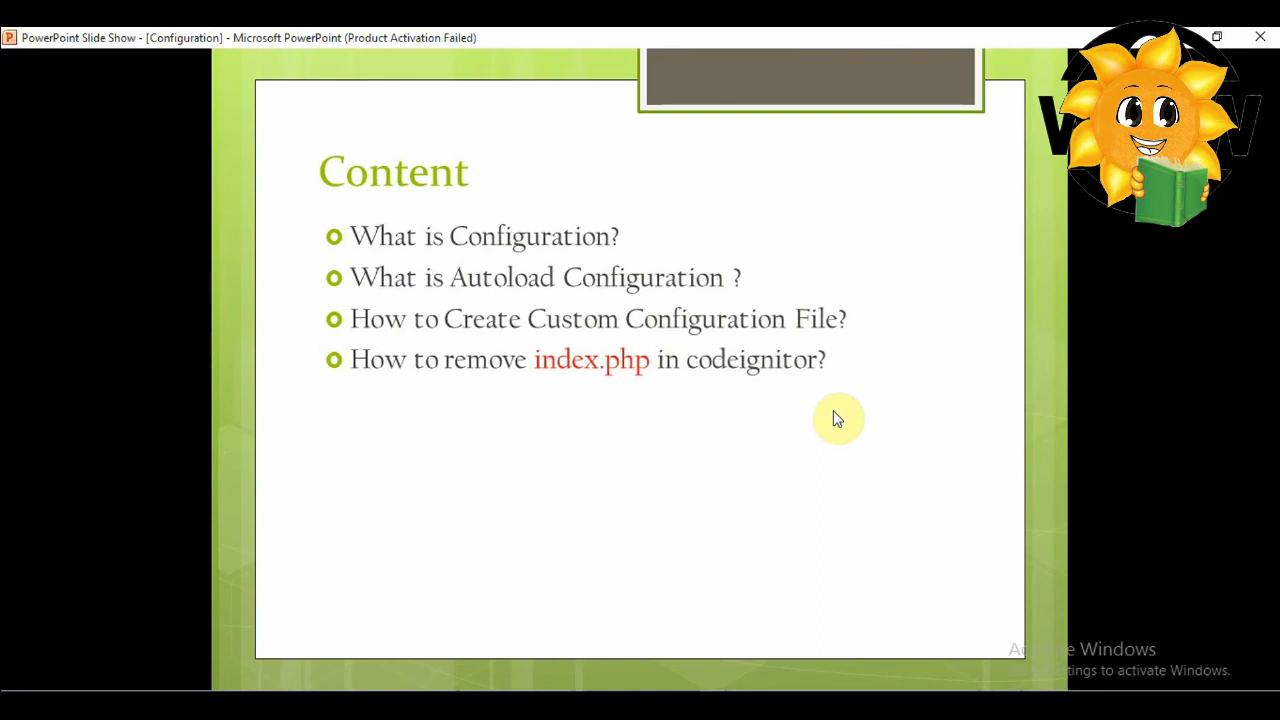 PowerPoint Slide Show - [Configuration] - Microsoft PowerPoint (Product Activation Failed)
Content
What is Configuration?
What is Autoload Configuration ?
How to Create Custom Configuration File?
How to remove index.php in codeignitor?
Windows
to activate Windows.